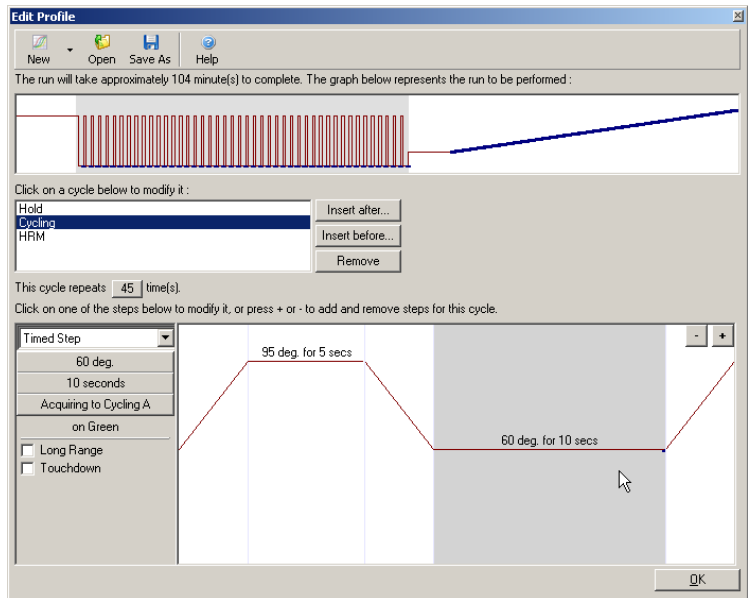 Edit Profile
New Open Save As Help
The run will take approximately 104 minute(s) to complete. The graph below represents the run to be performed :
Click on a cycle below to modify it :
Hold
Cycling
HRM
Insert after...
Insert before...
Remove
This cycle repeats 45 time(s).
Click on one of the steps below to modify it, or press + or - to add and remove steps for this cycle.
Timed Step
60 deg.
10 seconds
Acquiring to Cycling A
on Green
Long Range
Touchdown
95 deg. for 5 secs
60 deg. for 10 secs
- +
OK